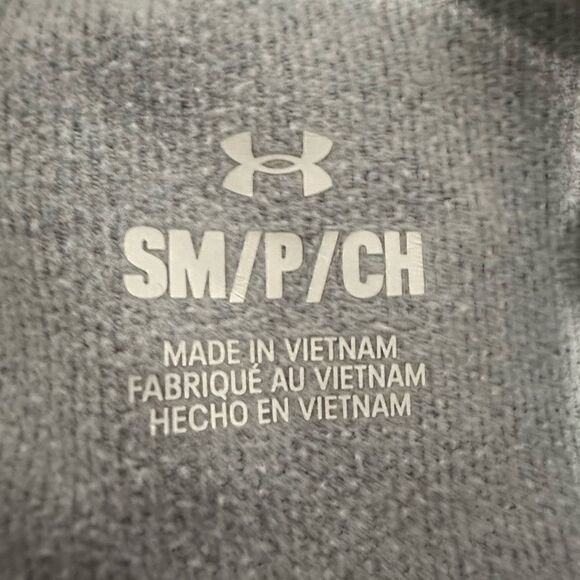 SM/P/CH
MADE IN VIETNAM
FABRIQUÉ AU VIETNAM
HECHO EN VIETNAM